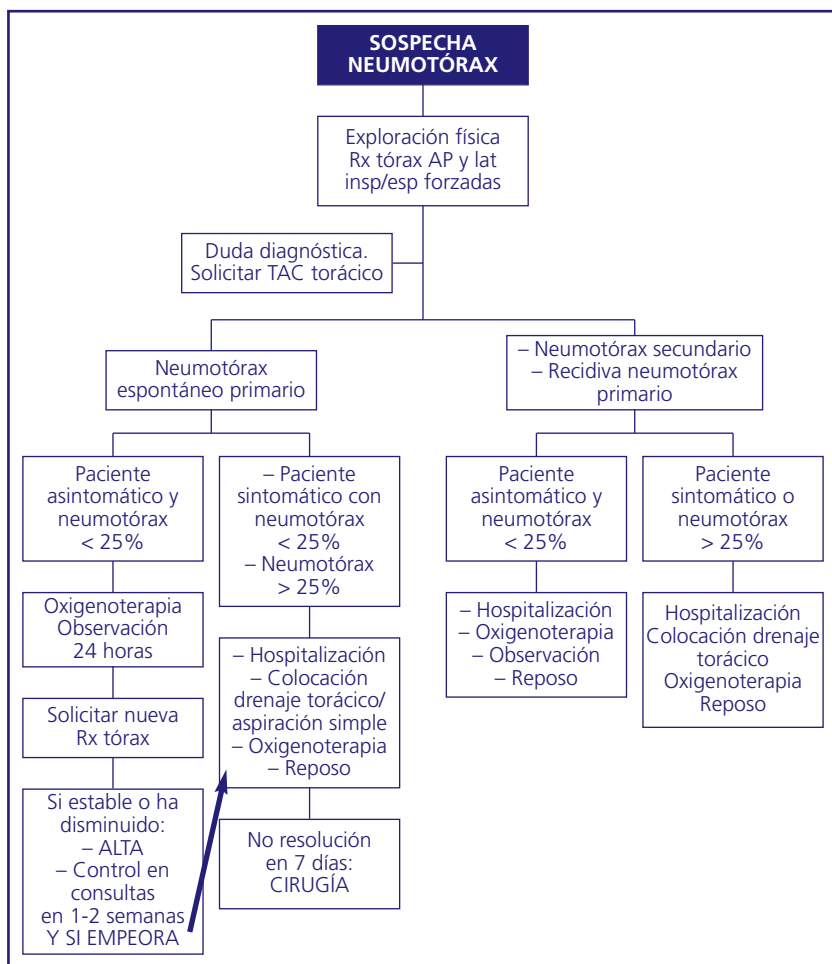 SOSPECHA
NEUMOTÓRAX
Exploración física
Rx tórax AP y lat
insp/esp forzadas
Duda diagnóstica.
Solicitar TAC torácico
Neumotórax
espontáneo primario
– Neumotórax secundario
– Recidiva neumotórax
primario
Paciente
asintomático y
neumotórax
< 25%
– Paciente
sintomático con
neumotórax
< 25%
– Neumotórax
> 25%
Paciente
asintomático y
neumotórax
< 25%
Paciente
sintomático o
neumotórax
> 25%
Oxigenoterapia
Observación
24 horas
– Hospitalización
– Colocación
drenaje torácico/
aspiración simple
– Oxigenoterapia
– Reposo
– Hospitalización
– Oxigenoterapia
– Observación
– Reposo
Hospitalización
Colocación drenaje
torácico
Oxigenoterapia
Reposo
Solicitar nueva
Rx tórax
Si estable o ha
disminuido:
– ALTA
– Control en
consultas
en 1-2 semanas
Y SI EMPEORA
No resolución
en 7 días:
CIRUGÍA